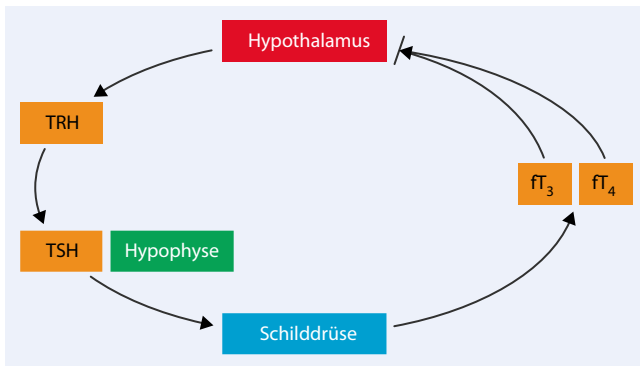 Hypothalamus
TRH
fT₃ fT₄
TSH Hypophyse
Schilddrüse